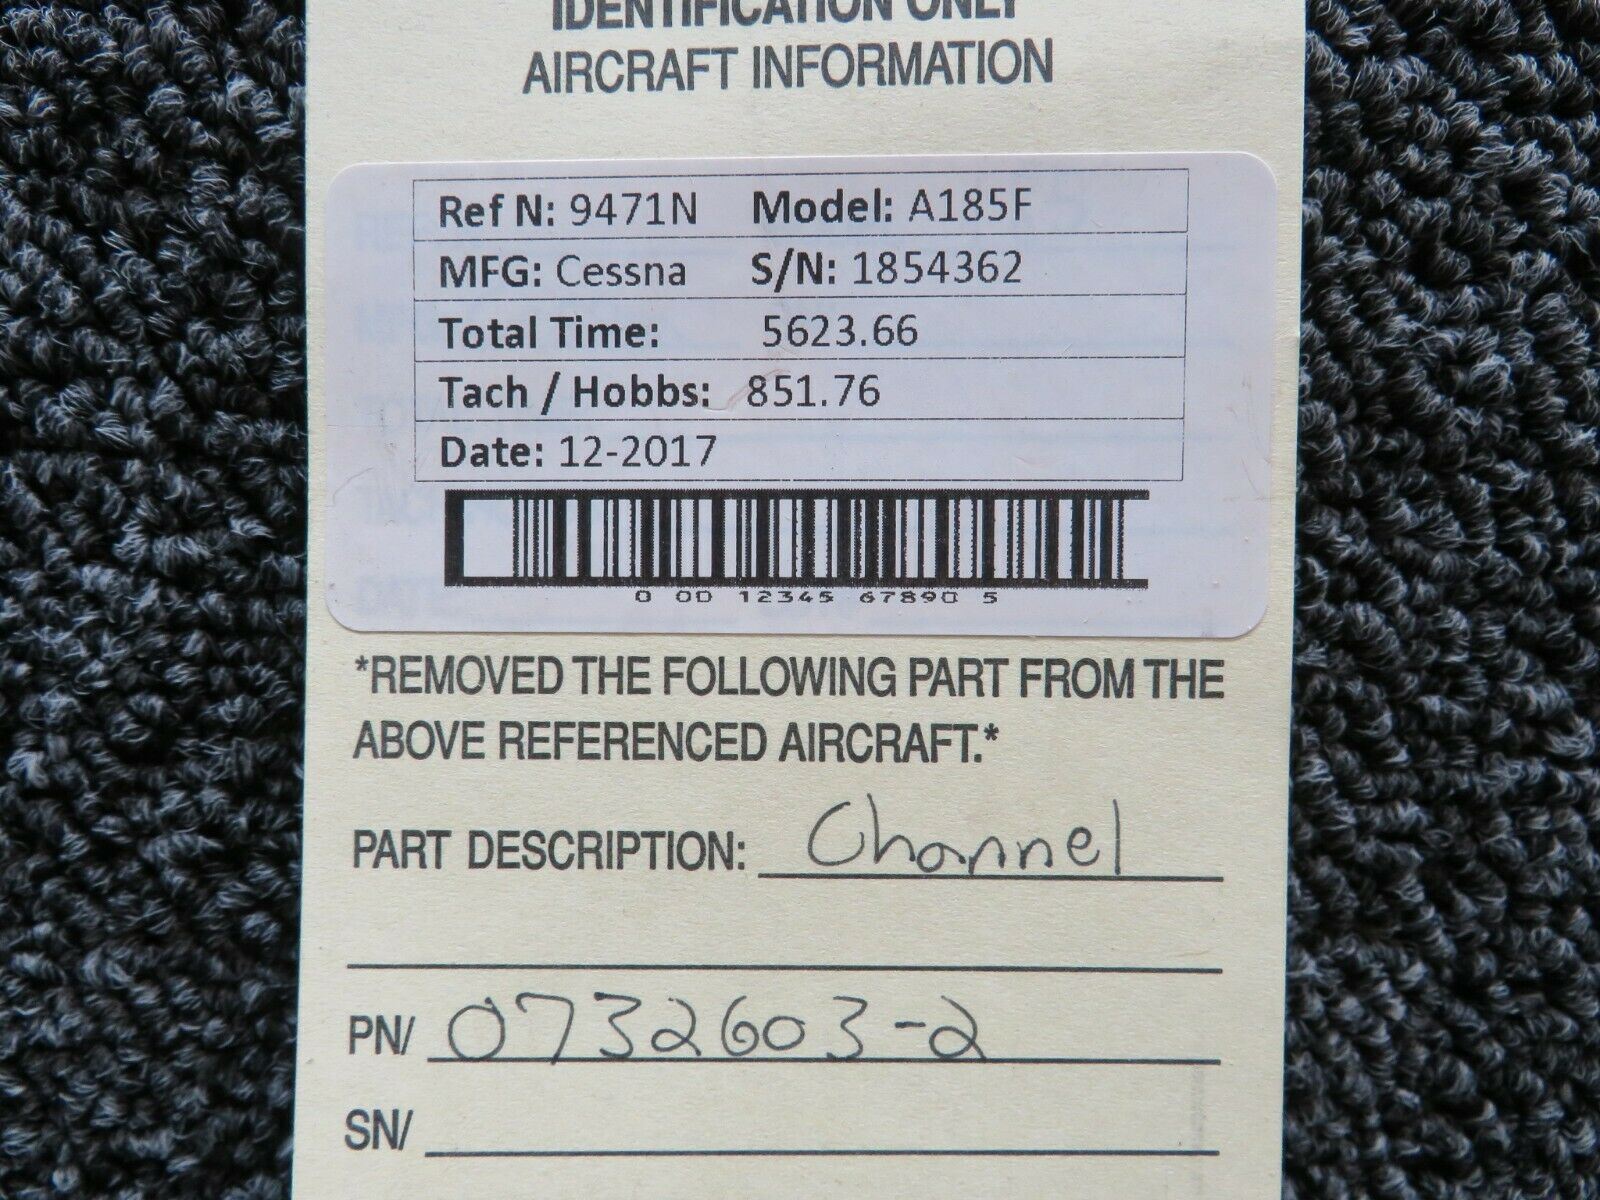 IDENTIFICATION ONLY
AIRCRAFT INFORMATION
Ref N: 9471N Model: A185F
MFG: Cessna S/N: 1854362
Total Time: 5623.66
Tach / Hobbs: 851.76
Date: 12-2017
0 00 12345 67890 5
*REMOVED THE FOLLOWING PART FROM THE
ABOVE REFERENCED AIRCRAFT.*
PART DESCRIPTION: Channel
PN/ 0732603-2
SN/